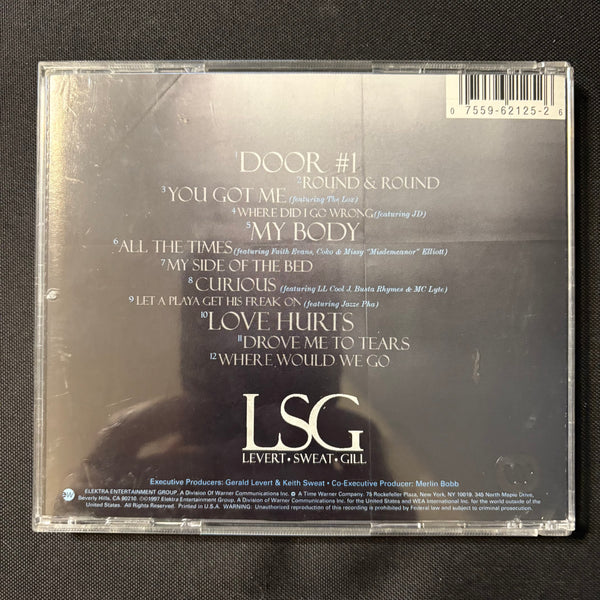 0 7559-62125-2 6
1 DOOR #1
2 ROUND & ROUND
3 YOU GOT ME (featuring The Lox)
4 WHERE DID I GO WRONG (featuring JD)
5 MY BODY
6 ALL THE TIMES (featuring Faith Evans, Coko & Missy "Misdemeanor" Elliott)
7 MY SIDE OF THE BED
8 CURIOUS (featuring LL Cool J, Busta Rhymes & MC Lyte)
9 LET A PLAYA GET HIS FREAK ON (featuring Jazze Pha)
10 LOVE HURTS
11 DROVE ME TO TEARS
12 WHERE WOULD WE GO
LSG
LEVERT • SWEAT • GILL
Executive Producers: Gerald Levert & Keith Sweat • Co-Executive Producer: Merlin Bobb
ELEKTRA ENTERTAINMENT GROUP, A Division Of Warner Communications Inc. A Time Warner Company. 75 Rockefeller Plaza, New York, NY 10019. 345 North Maple Drive,
Beverly Hills, CA 90210. ©1997 Elektra Entertainment Group, A Division of Warner Communications Inc. for the United States and WEA International Inc. for the world outside of the
United States. All Rights Reserved. Printed in U.S.A. WARNING: Unauthorized reproduction of this recording is prohibited by Federal law and subject to criminal prosecution.